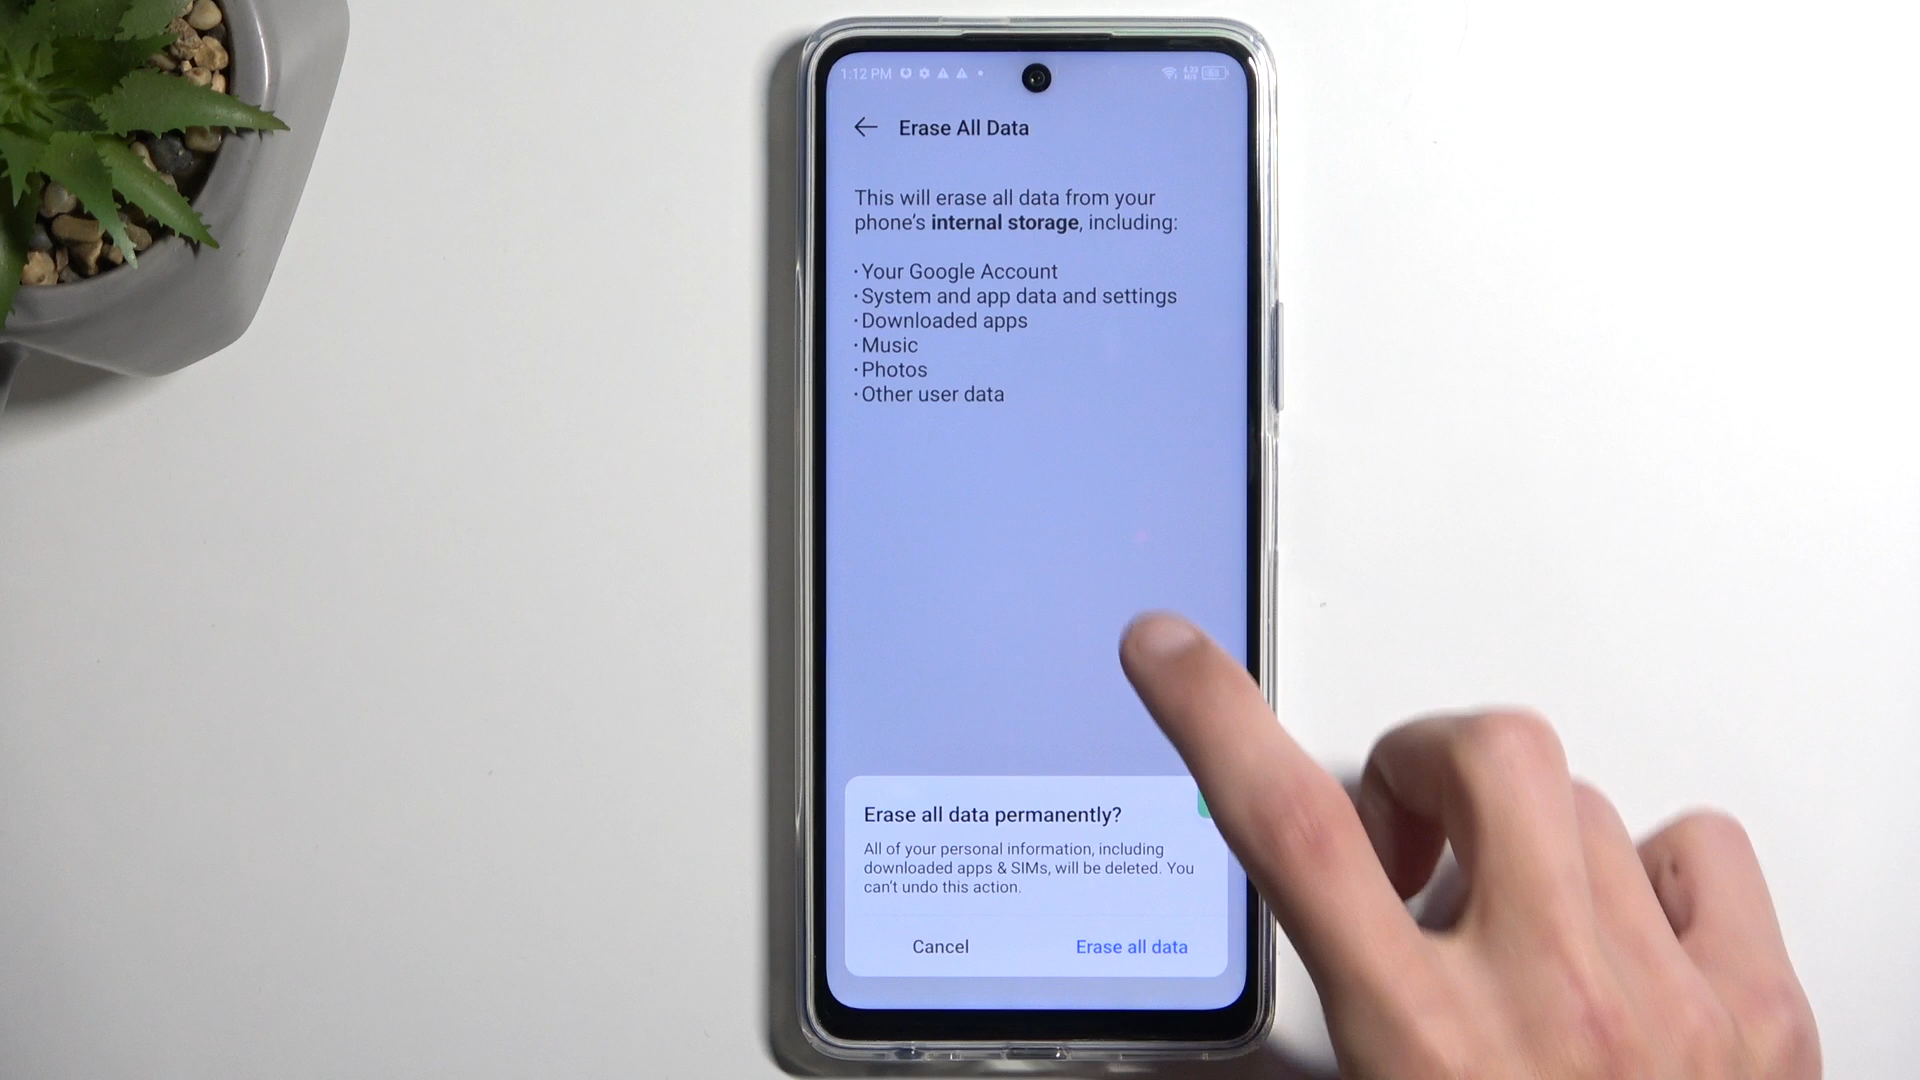 1:12 PM
Erase All Data
This will erase all data from your
phone's internal storage, including:
· Your Google Account
· System and app data and settings
· Downloaded apps
· Music
· Photos
· Other user data
Erase all data permanently?
All of your personal information, including
downloaded apps & SIMs, will be deleted. You
can't undo this action.
Cancel
Erase all data